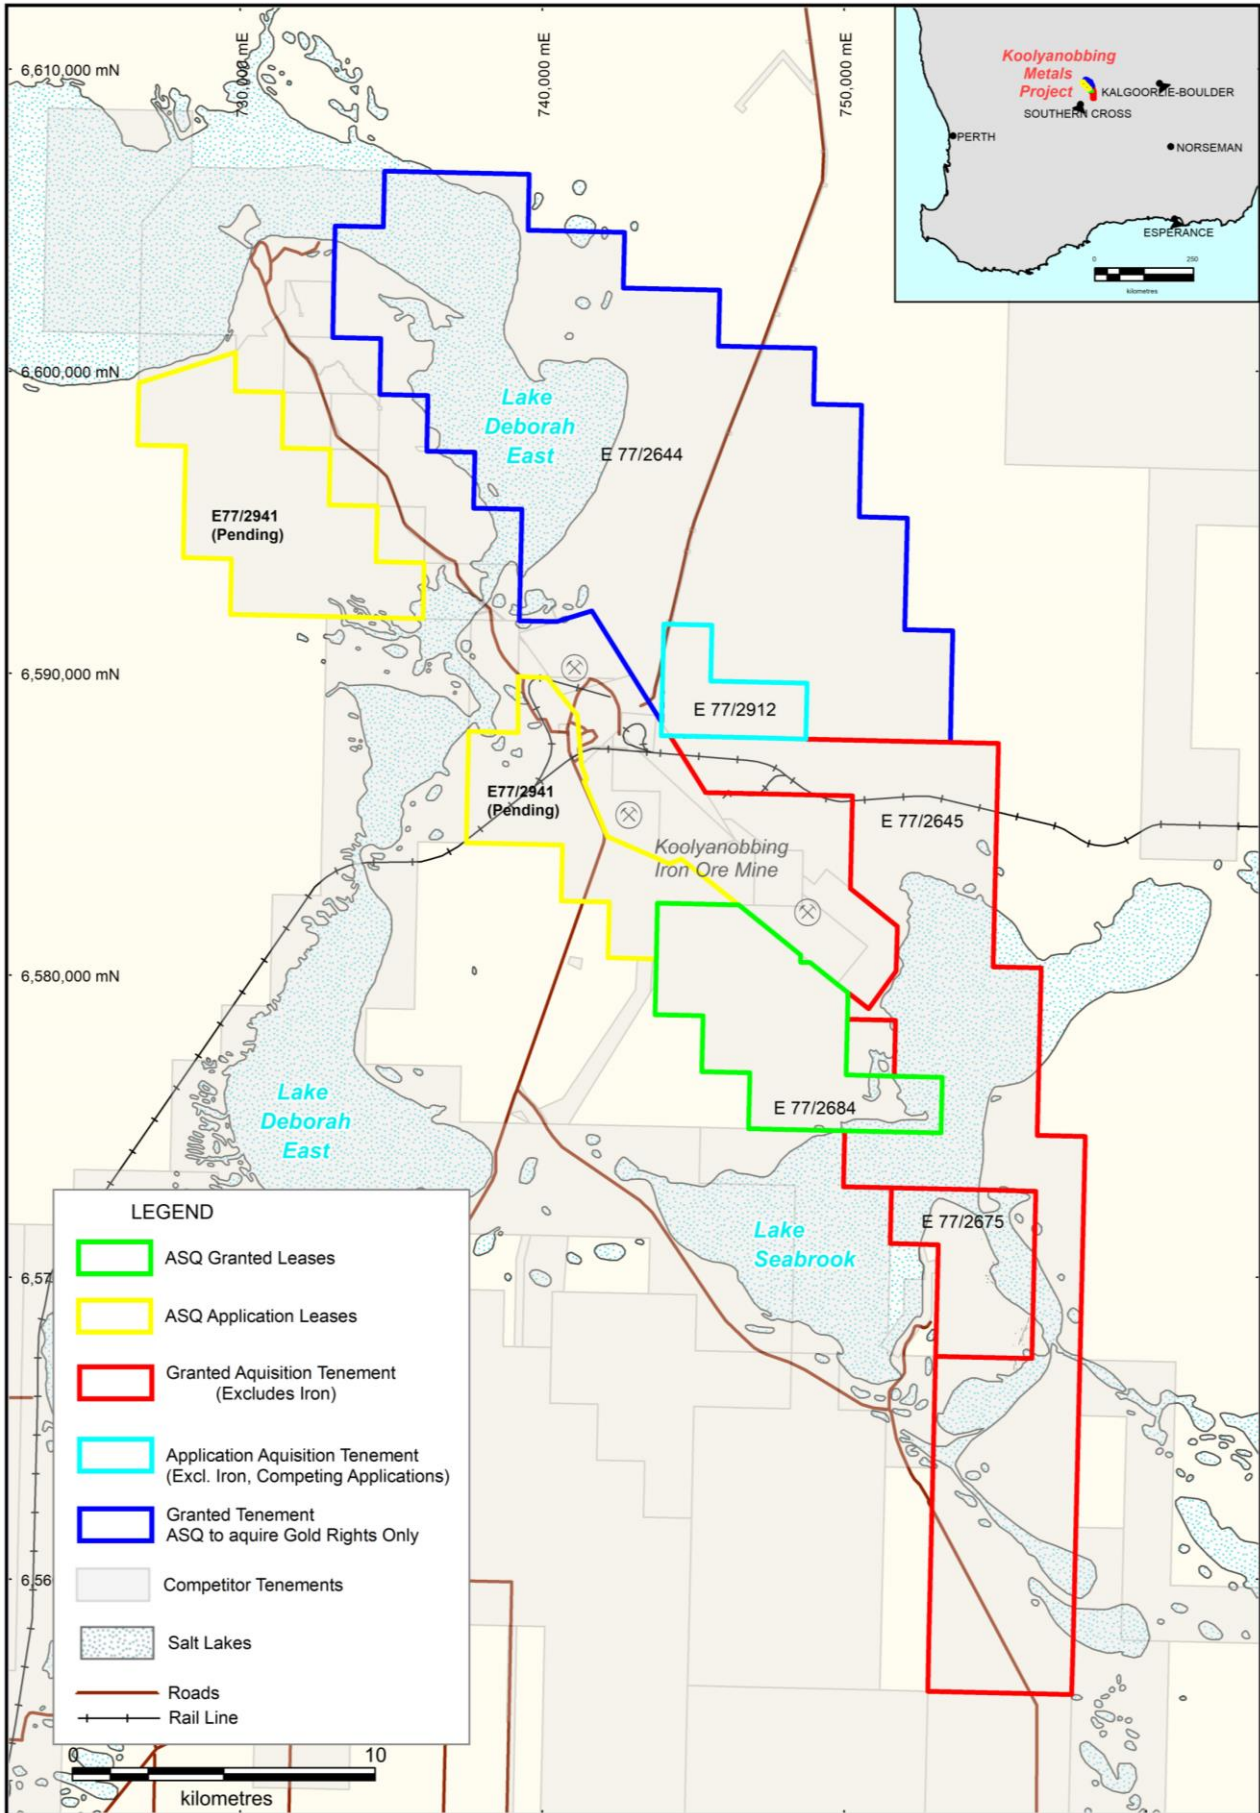 730,000 mE
740,000 mE
750,000 mE
6,610,000 mN
6,600,000 mN
6,590,000 mN
6,580,000 mN
6,57
6,56
Koolyanobbing
Metals
Project
KALGOORLIE-BOULDER
SOUTHERN CROSS
PERTH
NORSEMAN
ESPERANCE
0 250
kilometres
Lake
Deborah
East
E 77/2644
E77/2941
(Pending)
E 77/2912
E77/2941
(Pending)
E 77/2645
Koolyanobbing
Iron Ore Mine
Lake
Deborah
East
E 77/2684
E 77/2675
Lake
Seabrook
LEGEND
ASQ Granted Leases
ASQ Application Leases
Granted Aquisition Tenement
(Excludes Iron)
Application Aquisition Tenement
(Excl. Iron, Competing Applications)
Granted Tenement
ASQ to aquire Gold Rights Only
Competitor Tenements
Salt Lakes
Roads
Rail Line
0 10
kilometres